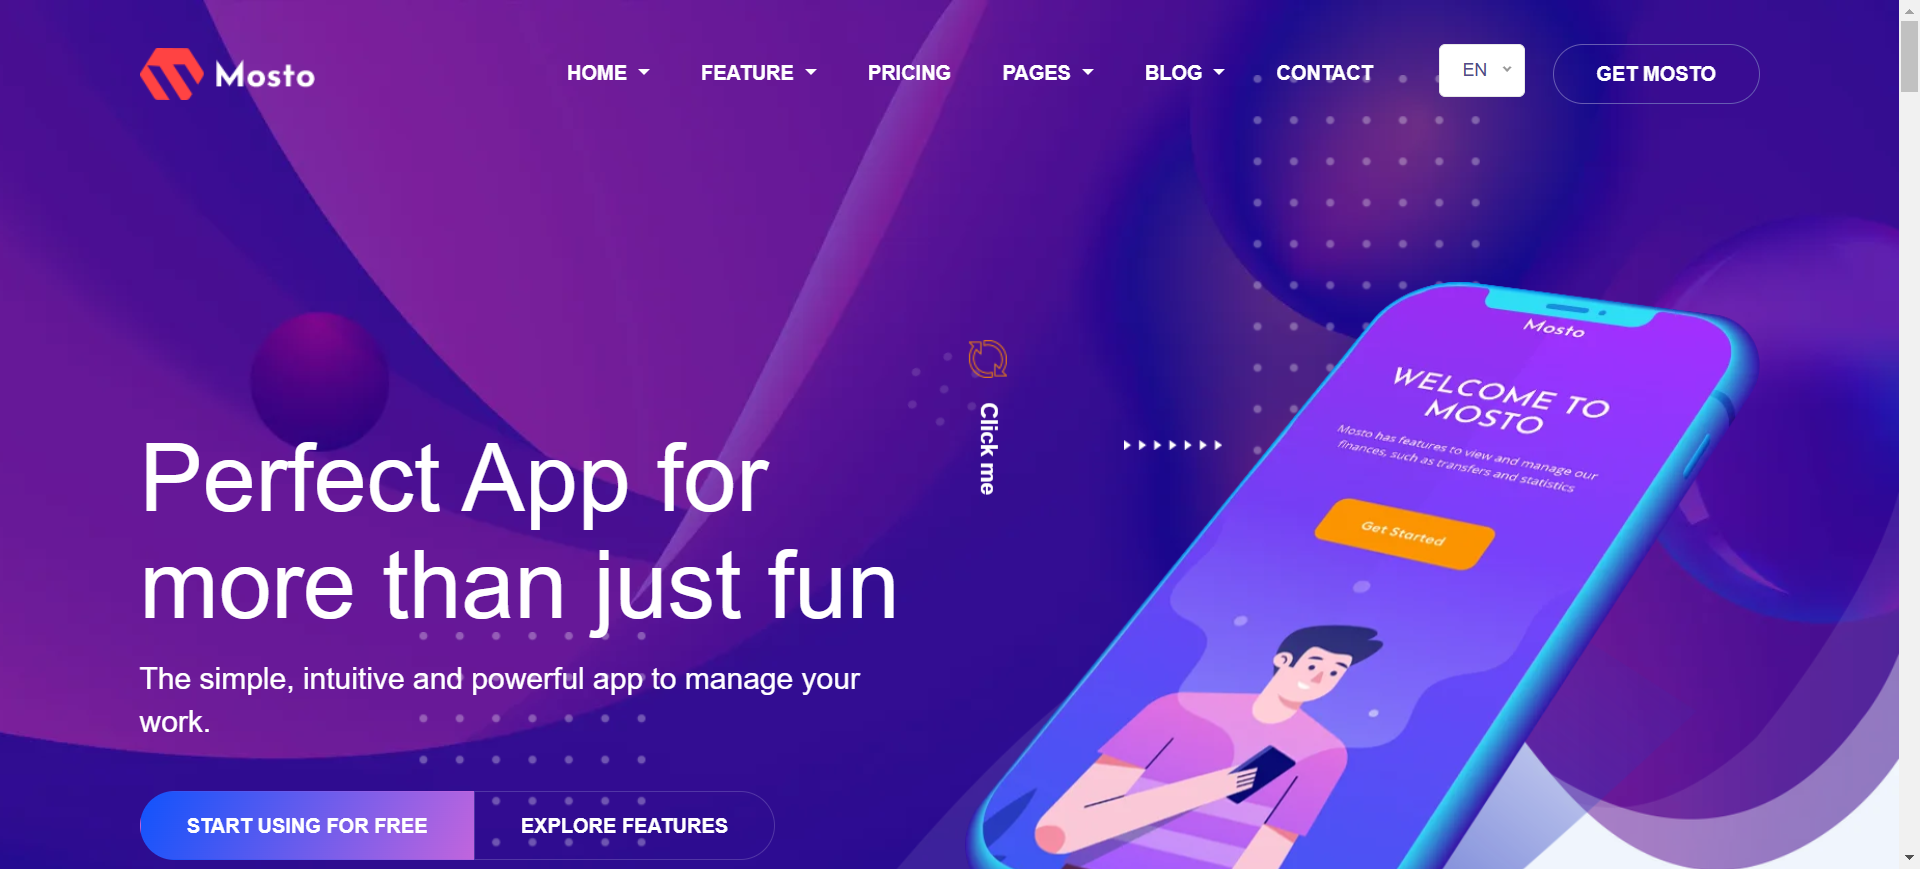 Mosto
HOME
FEATURE
PRICING
PAGES
BLOG
CONTACT
EN
GET MOSTO
Click me
Perfect App for
more than just fun
The simple, intuitive and powerful app to manage your
work.
START USING FOR FREE
EXPLORE FEATURES
Mosto
WELCOME TO
MOSTO
Mosto has features to view and manage our
finances, such as transfers and statistics
Get Started